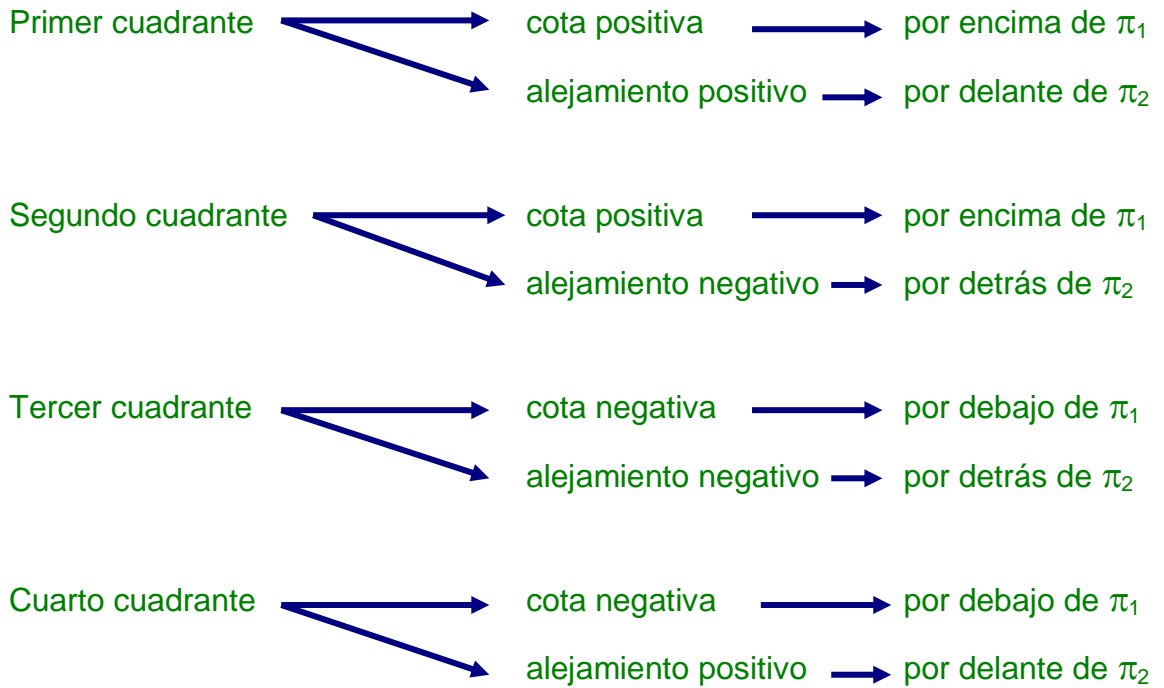 Primer cuadrante cota positiva por encima de π₁
alejamiento positivo por delante de π₂
Segundo cuadrante cota positiva por encima de π₁
alejamiento negativo por detrás de π₂
Tercer cuadrante cota negativa por debajo de π₁
alejamiento negativo por detrás de π₂
Cuarto cuadrante cota negativa por debajo de π₁
alejamiento positivo por delante de π₂